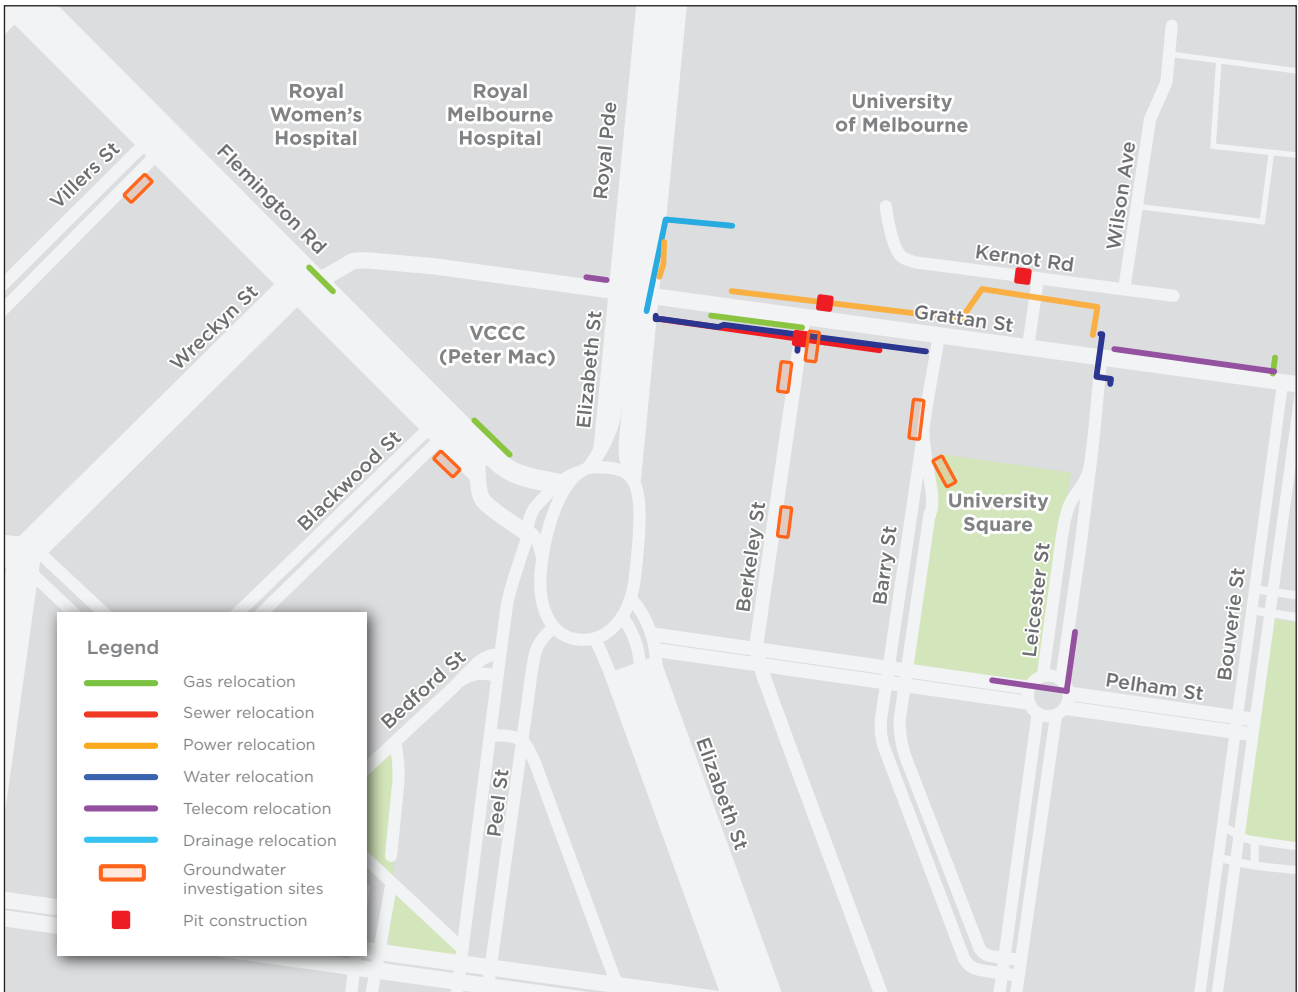 Royal
Women's
Hospital
Royal
Melbourne
Hospital
Royal Pde
University
of Melbourne
Villers St
Flemington Rd
Wilson Ave
Kernot Rd
Wreckyn St
VCCC
(Peter Mac)
Elizabeth St
Grattan St
Blackwood St
University
Square
Berkeley St
Barry St
Leicester St
Bouverie St
Bedford St
Pelham St
Peel St
Elizabeth St
Legend
Gas relocation
Sewer relocation
Power relocation
Water relocation
Telecom relocation
Drainage relocation
Groundwater
investigation sites
Pit construction